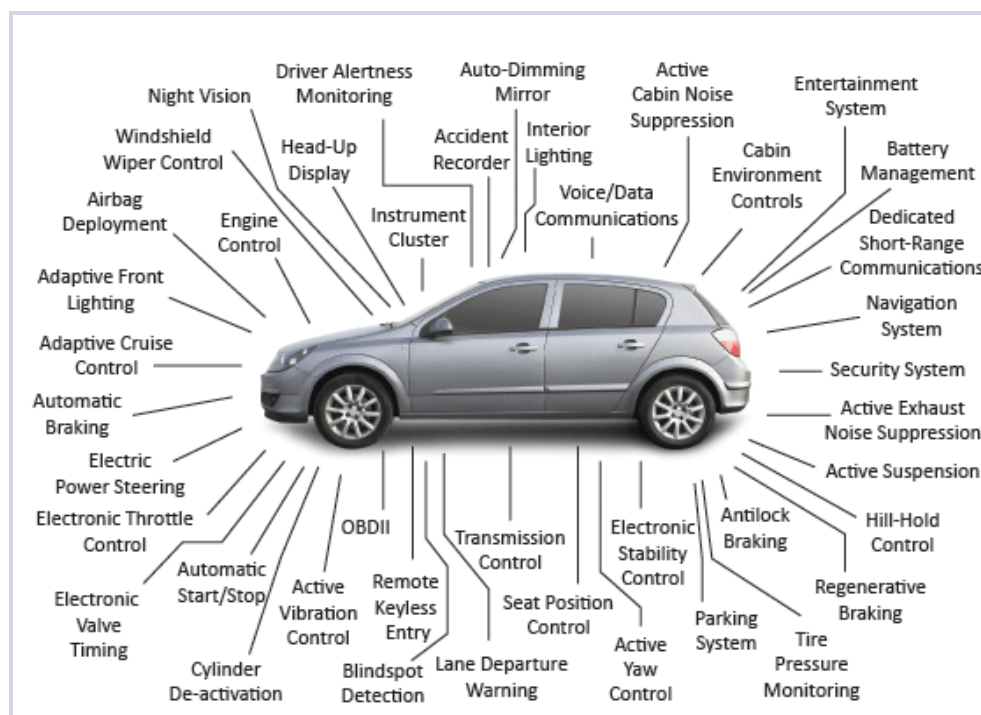 Driver Alertness
Monitoring
Auto-Dimming
Mirror
Active
Cabin Noise
Suppression
Entertainment
System
Night Vision
Windshield
Wiper Control
Head-Up
Display
Accident
Recorder
Interior
Lighting
Cabin
Environment
Controls
Battery
Management
Airbag
Deployment
Engine
Control
Instrument
Cluster
Voice/Data
Communications
Dedicated
Short-Range
Communications
Adaptive Front
Lighting
Navigation
System
Adaptive Cruise
Control
Security System
Automatic
Braking
Active Exhaust
Noise Suppression
Electric
Power Steering
Active Suspension
Electronic Throttle
Control
OBDII
Transmission
Control
Electronic
Stability
Control
Antilock
Braking
Hill-Hold
Control
Electronic
Valve
Timing
Automatic
Start/Stop
Active
Vibration
Control
Remote
Keyless
Entry
Seat Position
Control
Parking
System
Regenerative
Braking
Cylinder
De-activation
Blindspot
Detection
Lane Departure
Warning
Active
Yaw
Control
Tire
Pressure
Monitoring